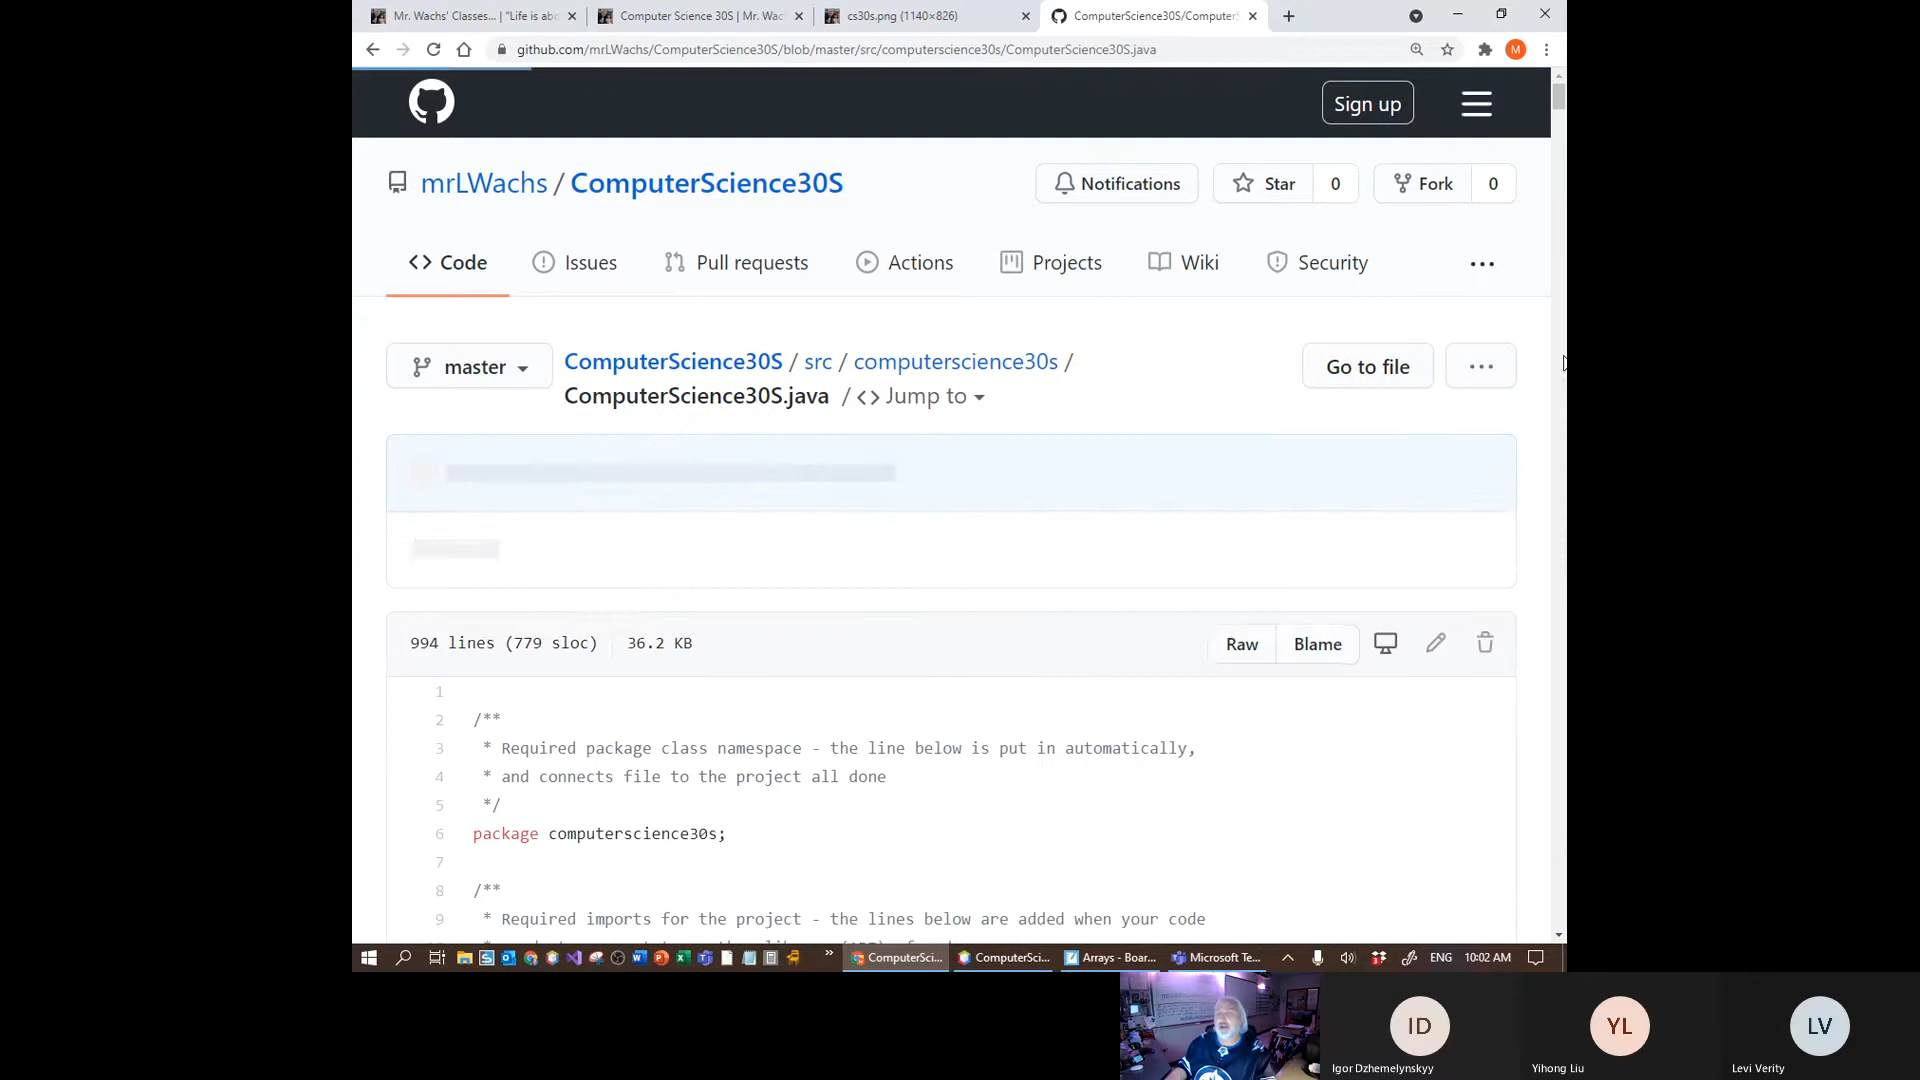 Mr. Wachs' Classes... | "Life is abo
Computer Science 30S | Mr. Wac
cs30s.png (1140×826)
ComputerScience30S/ComputerS
github.com/mrLWachs/ComputerScience30S/blob/master/src/computerscience30s/ComputerScience30S.java
M
Sign up
mrLWachs / ComputerScience30S
Notifications
Star 0
Fork 0
<> Code
Issues
Pull requests
Actions
Projects
Wiki
Security
...
master
ComputerScience30S / src / computerscience30s /
ComputerScience30S.java / <> Jump to
Go to file
...
994 lines (779 sloc) 36.2 KB
Raw
Blame
1
2 /**
3 * Required package class namespace - the line below is put in automatically,
4 * and connects file to the project all done
5 */
6 package computerscience30s;
7
8 /**
9 * Required imports for the project - the lines below are added when your code
ComputerSci...
ComputerSci...
Arrays - Boar...
Microsoft Te...
ENG
10:02 AM
ID
YL
LV
Igor Dzhemelynskyy
Yihong Liu
Levi Verity